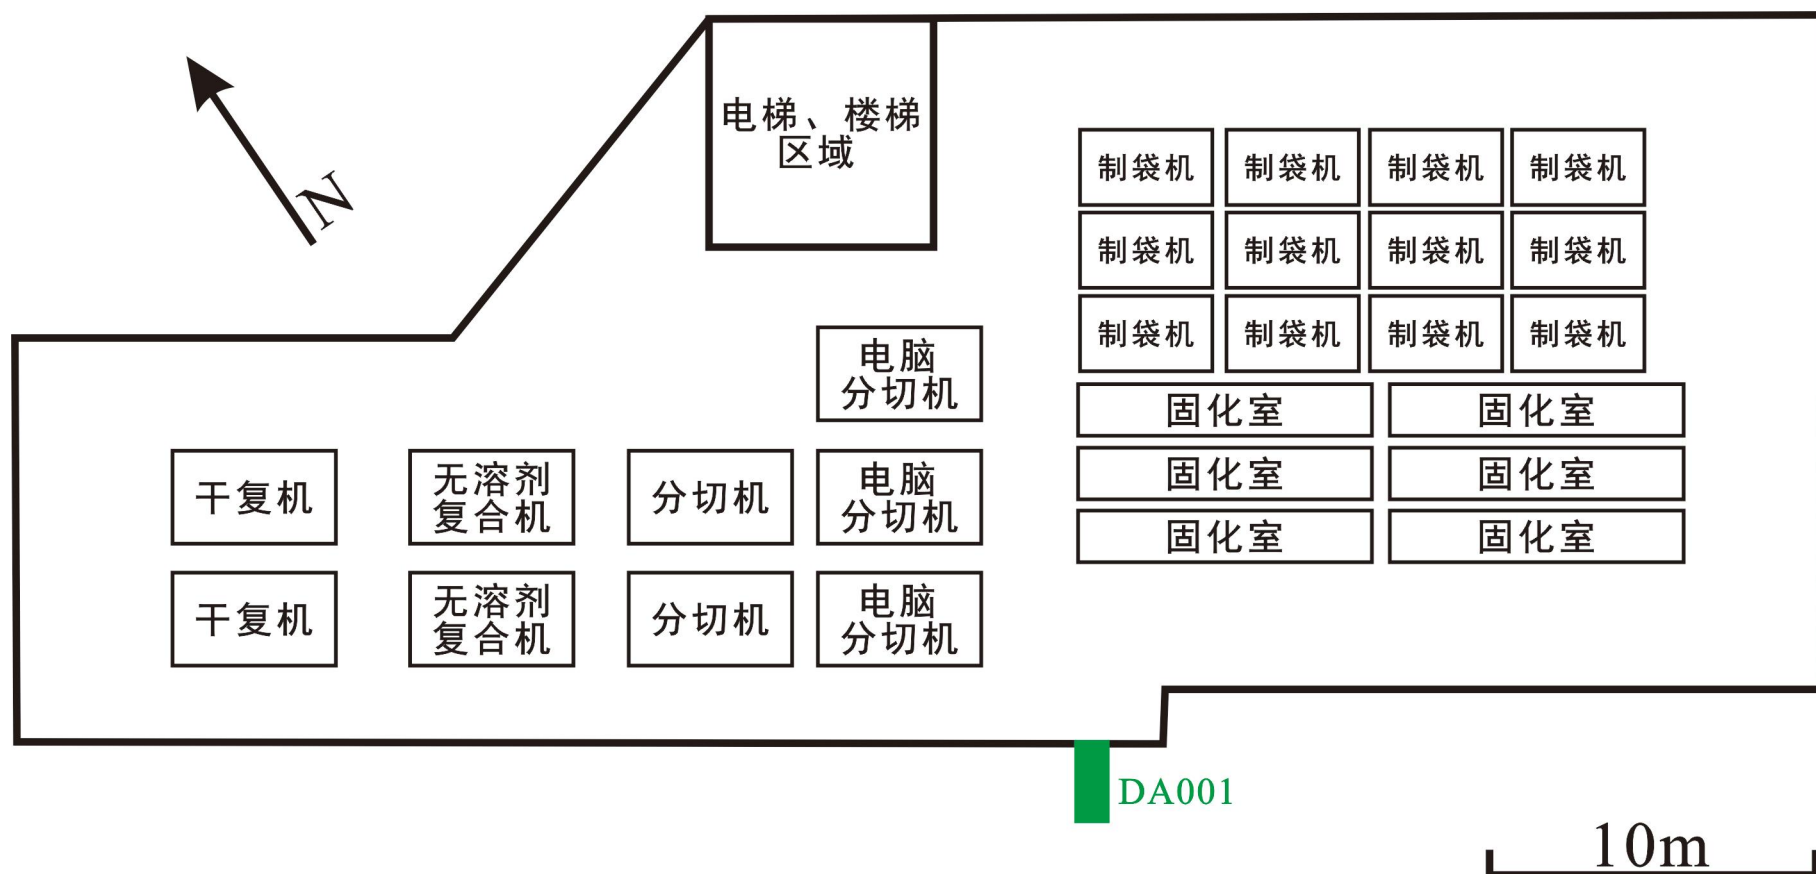 电梯、楼梯
区域
N
制袋机 制袋机 制袋机 制袋机
制袋机 制袋机 制袋机 制袋机
制袋机 制袋机 制袋机 制袋机
电脑
分切机
固化室 固化室
固化室 固化室
固化室 固化室
干复机
无溶剂
复合机
分切机
电脑
分切机
干复机
无溶剂
复合机
分切机
电脑
分切机
DA001
10m